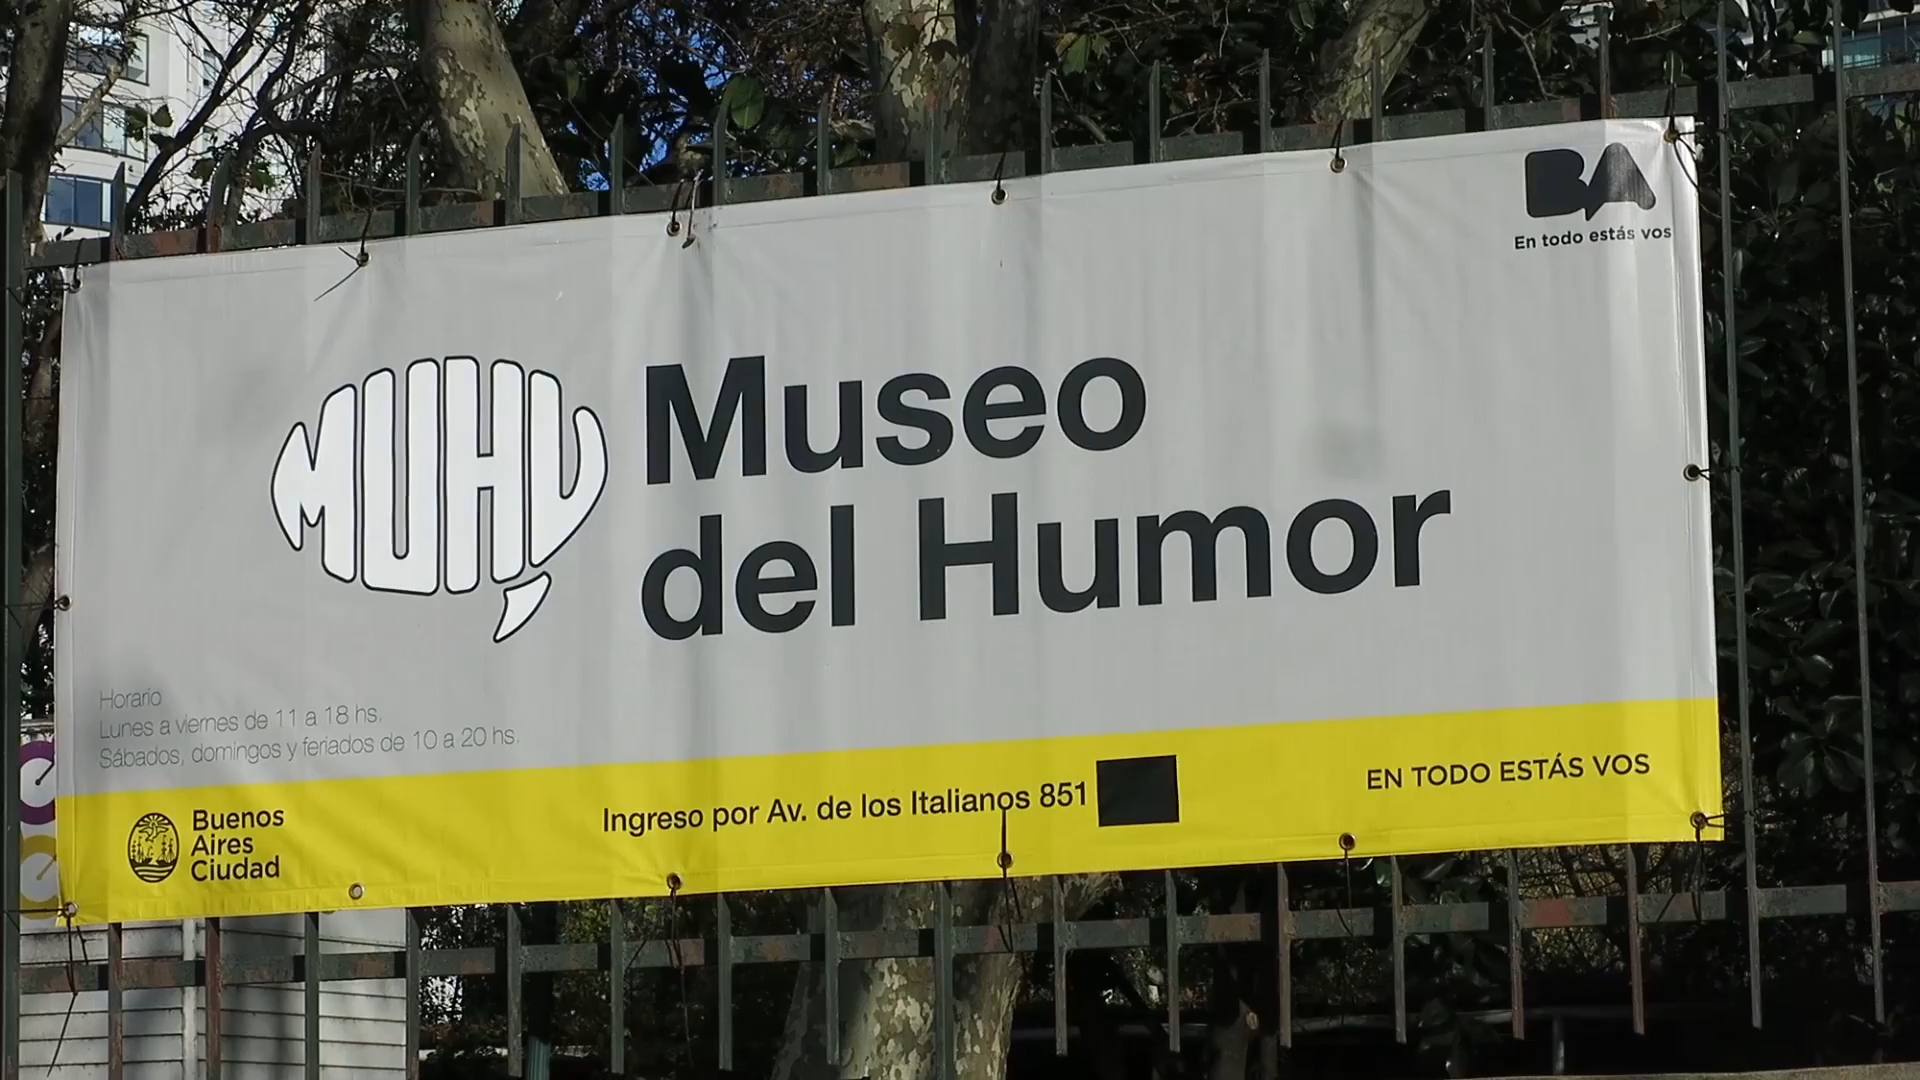 BA
En todo estás vos
MUHU
Museo
del Humor
Horario
Lunes a viernes de 11 a 18 hs.
Sábados, domingos y feriados de 10 a 20 hs.
Buenos
Aires
Ciudad
Ingreso por Av. de los Italianos 851
EN TODO ESTÁS VOS